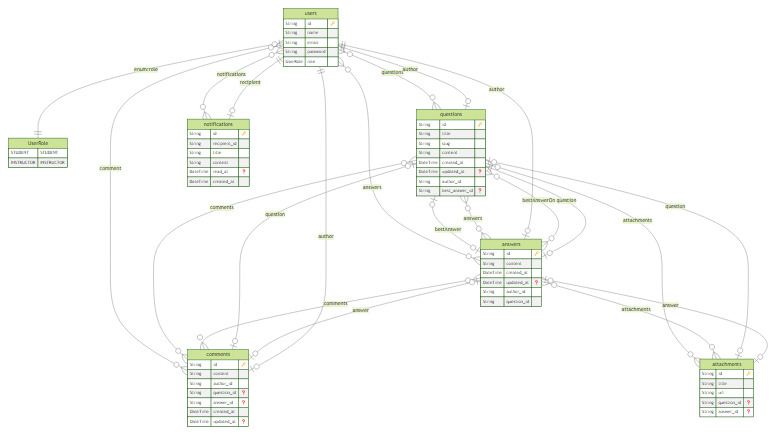 users
String id
String name
String email
String password
UserRole role
enum:role
notifications
recipient
questions
author
author
comment
UserRole
STUDENT STUDENT
INSTRUCTOR INSTRUCTOR
notifications
String id
String recipient_id
String title
String content
DateTime read_at ?
DateTime created_at
questions
String id
String title
String slug
String content
DateTime created_at
DateTime updated_at ?
String author_id
String best_answer_id ?
answers
comments
question
author
bestAnswer
answers
bestAnswerOn
question
attachments
question
answers
String id
String content
DateTime created_at
DateTime updated_at ?
String author_id
String question_id
comments
answer
attachments
answer
comments
String id
String content
String author_id
String question_id ?
String answer_id ?
DateTime created_at
DateTime updated_at ?
attachments
String id
String title
String url
String question_id ?
String answer_id ?